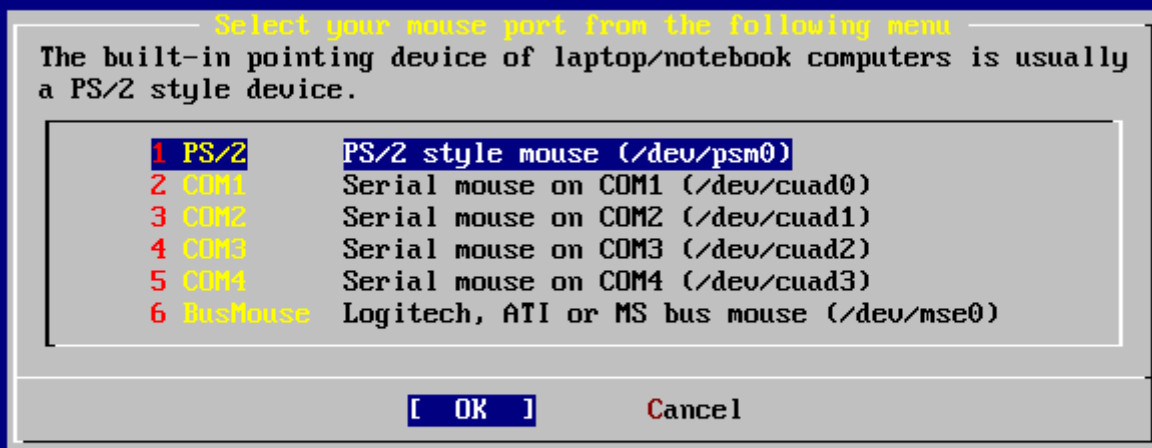 Select your mouse port from the following menu
The built-in pointing device of laptop/notebook computers is usually
a PS/2 style device.
1 PS/2 PS/2 style mouse (/dev/psm0)
2 COM1 Serial mouse on COM1 (/dev/cuad0)
3 COM2 Serial mouse on COM2 (/dev/cuad1)
4 COM3 Serial mouse on COM3 (/dev/cuad2)
5 COM4 Serial mouse on COM4 (/dev/cuad3)
6 BusMouse Logitech, ATI or MS bus mouse (/dev/mse0)
[ OK ] Cancel